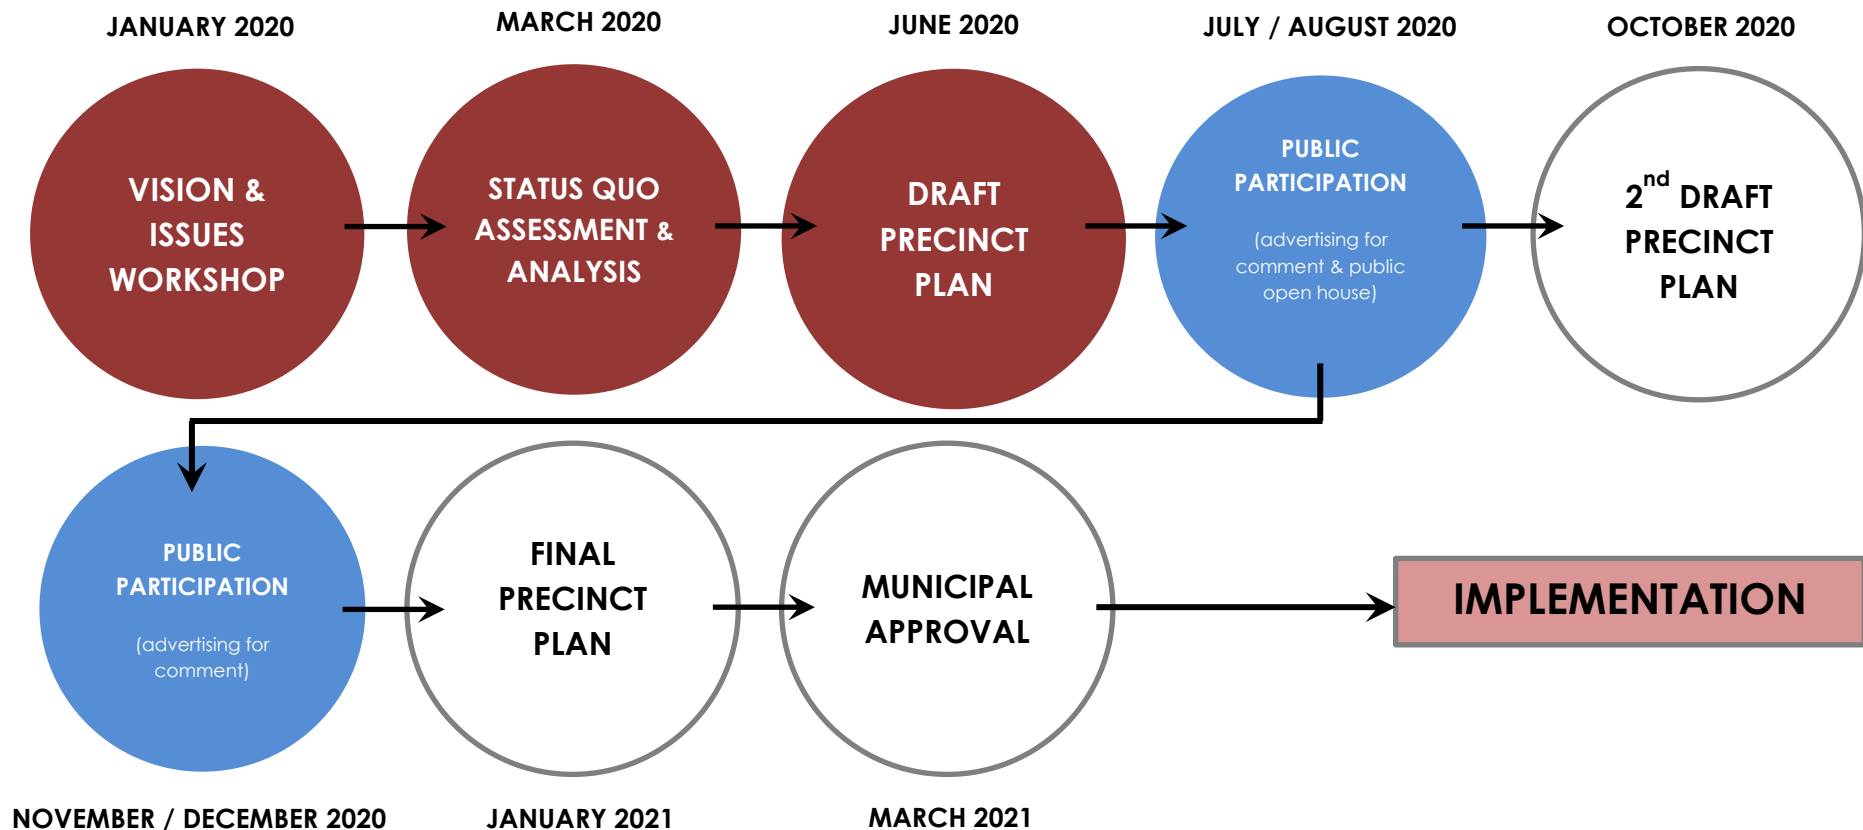 JANUARY 2020
MARCH 2020
JUNE 2020
JULY / AUGUST 2020
OCTOBER 2020
VISION &
ISSUES
WORKSHOP
STATUS QUO
ASSESSMENT &
ANALYSIS
DRAFT
PRECINCT
PLAN
PUBLIC
PARTICIPATION
(advertising for
comment & public
open house)
2nd DRAFT
PRECINCT
PLAN
PUBLIC
PARTICIPATION
(advertising for
comment)
FINAL
PRECINCT
PLAN
MUNICIPAL
APPROVAL
IMPLEMENTATION
NOVEMBER / DECEMBER 2020
JANUARY 2021
MARCH 2021